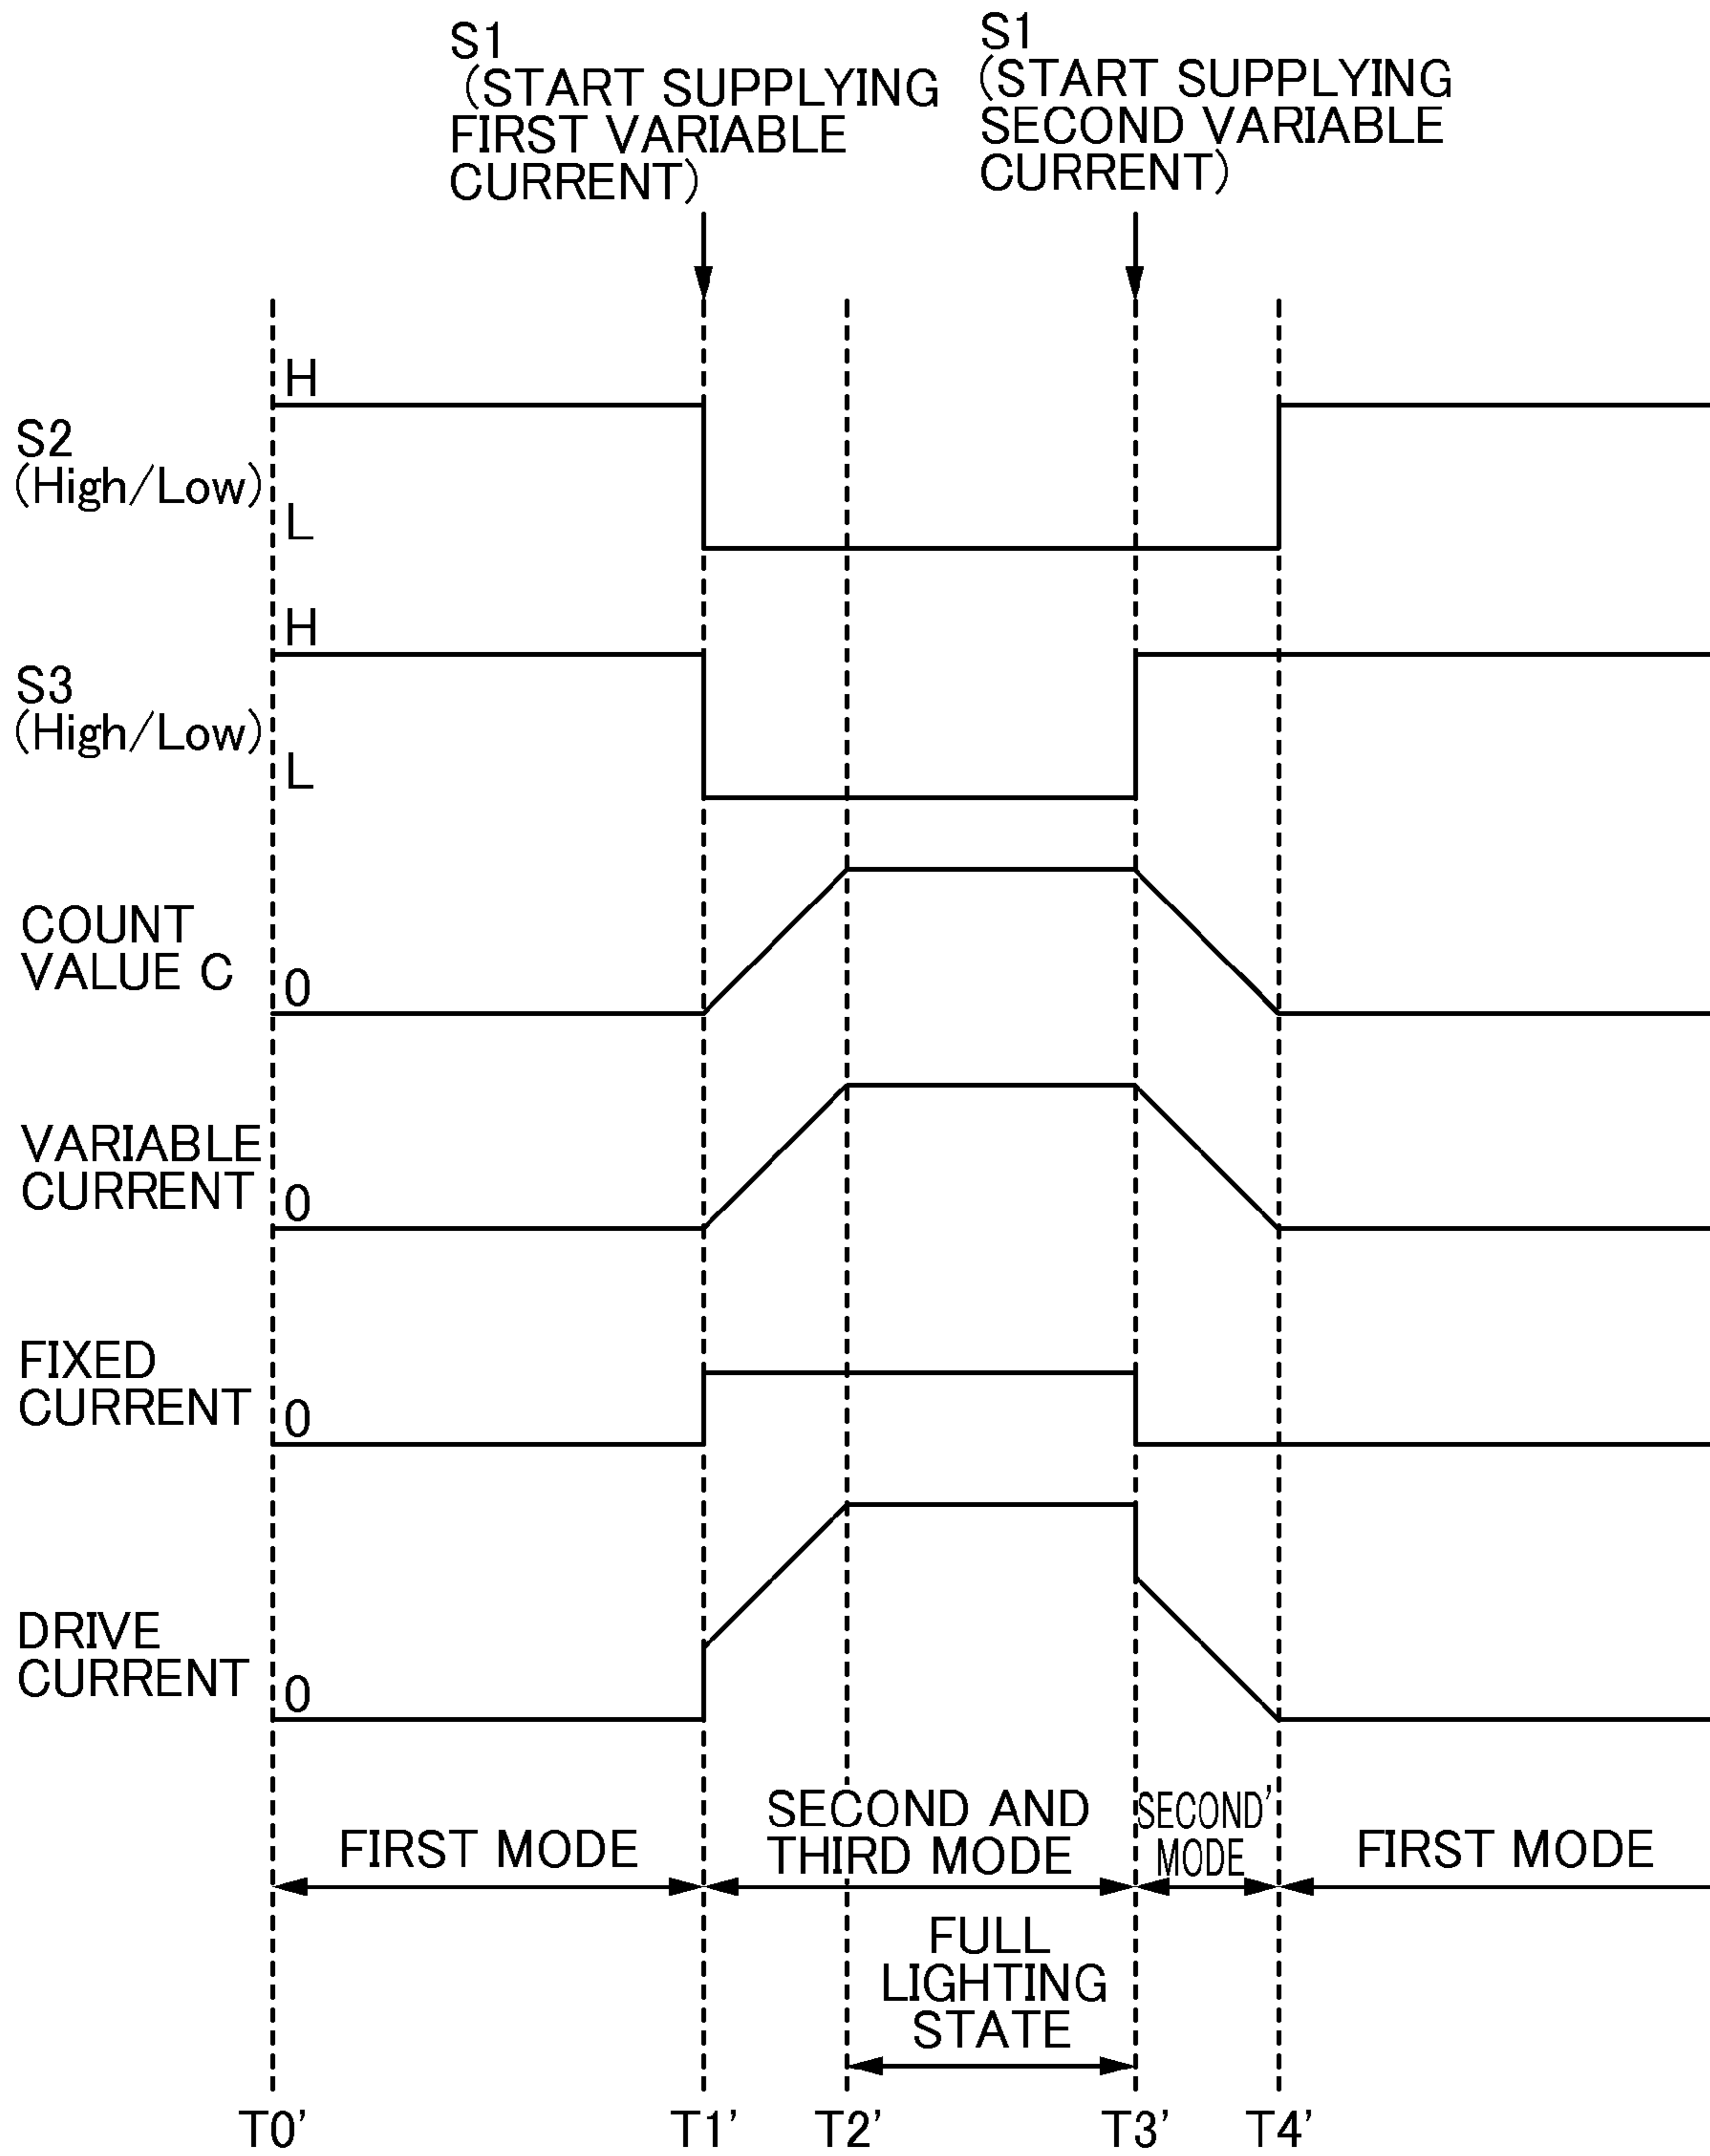 S1
(START SUPPLYING
FIRST VARIABLE
CURRENT)
S1
(START SUPPLYING
SECOND VARIABLE
CURRENT)
H
S2
(High/Low)
L
H
S3
(High/Low)
L
COUNT
VALUE C
0
VARIABLE
CURRENT
0
FIXED
CURRENT
0
DRIVE
CURRENT
0
FIRST MODE
SECOND AND
THIRD MODE
SECOND'
MODE
FIRST MODE
FULL
LIGHTING
STATE
T0'
T1'
T2'
T3'
T4'